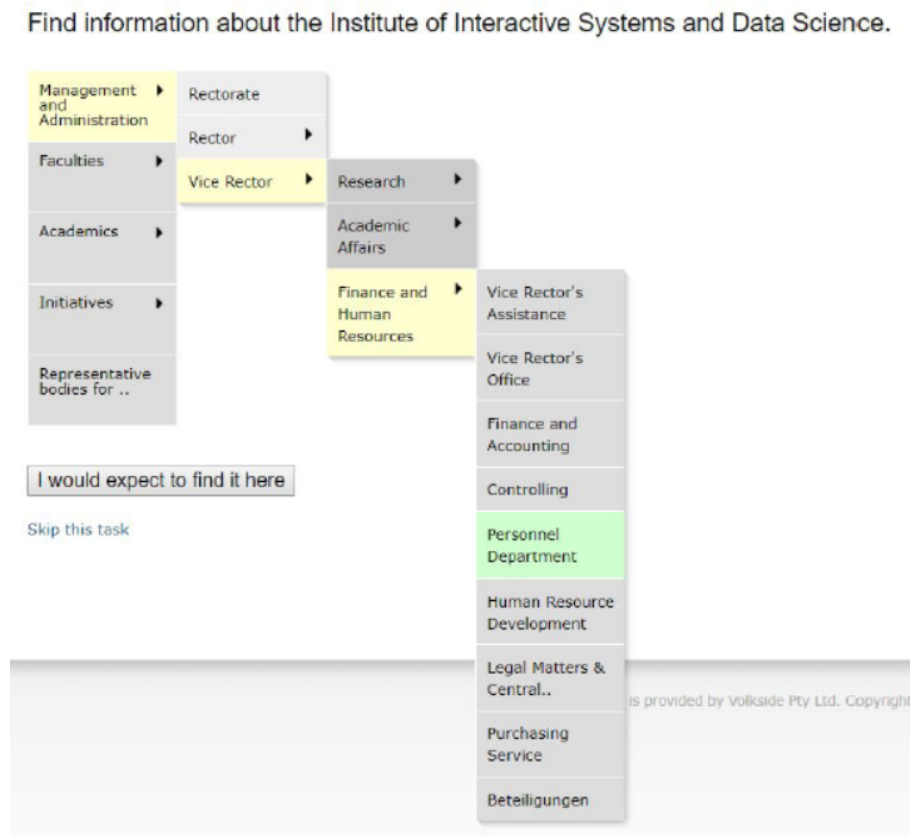 Find information about the Institute of Interactive Systems and Data Science.
Management
and
Administration
Faculties
Academics
Initiatives
Representative
bodies for ..
Rectorate
Rector
Vice Rector
Research
Academic
Affairs
Finance and
Human
Resources
Vice Rector's
Assistance
Vice Rector's
Office
Finance and
Accounting
Controlling
Personnel
Department
Human Resource
Development
Legal Matters &
Central..
Purchasing
Service
Beteiligungen
I would expect to find it here
Skip this task
is provided by Volkside Pty Ltd. Copyright